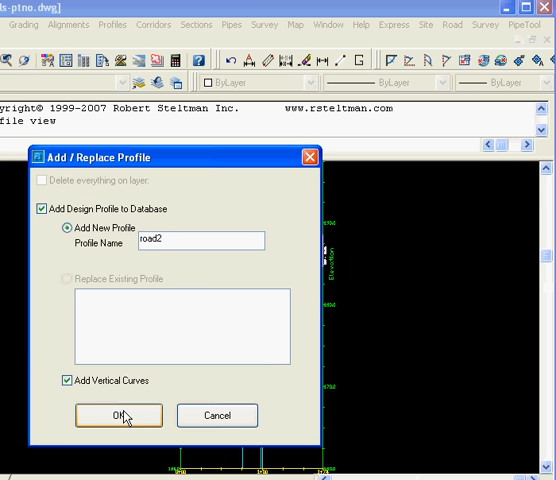 ls-ptno.dwg]
Grading Alignments Profiles Corridors Sections Pipes Survey Map Window Help Express Site Road Survey PipeTool
ByLayer ByLayer ByLayer
yright© 1999-2007 Robert Steltman Inc. www.rsteltman.com
file view
Add / Replace Profile
Delete everything on layer:
Add Design Profile to Database
Add New Profile
Profile Name road2
Replace Existing Profile
Add Vertical Curves
OK Cancel
Elevation